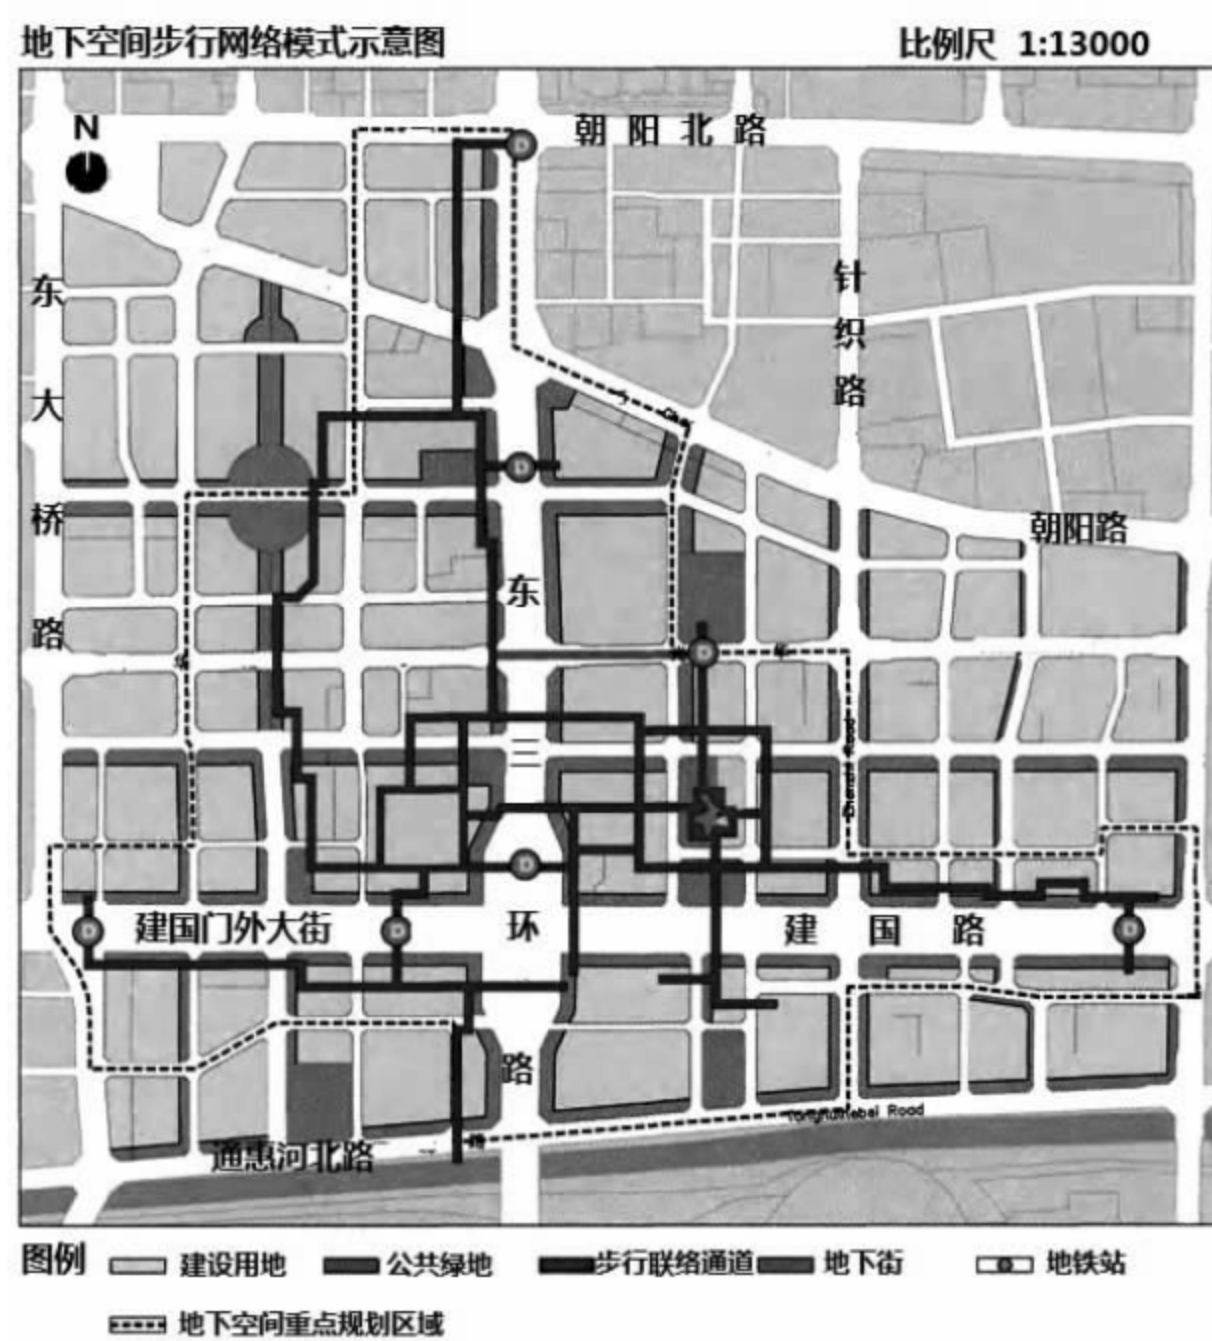 地下空间步行网络模式示意图
比例尺 1:13000
N
朝阳北路
东大桥路
针织路
朝阳路
东三环路
建国门外大街
建国路
通惠河北路
Tonghuihebei Road
图例 建设用地 公共绿地 步行联络通道 地下街 地铁站
地下空间重点规划区域